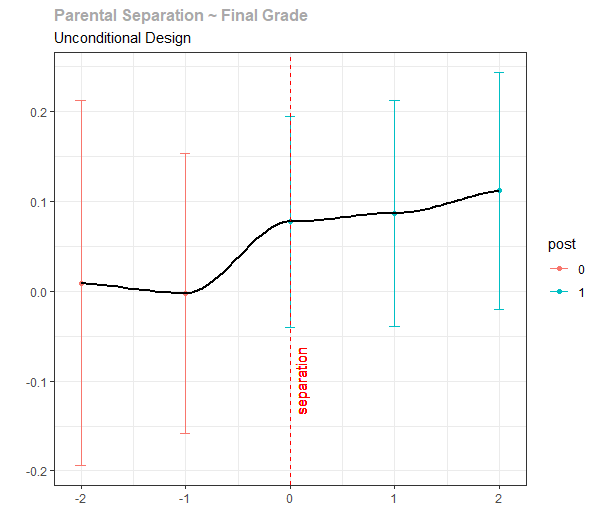 Parental Separation ~ Final Grade
Unconditional Design
0.2
0.1
0.0
-0.1
-0.2
separation
-2 -1 0 1 2
post
0
1